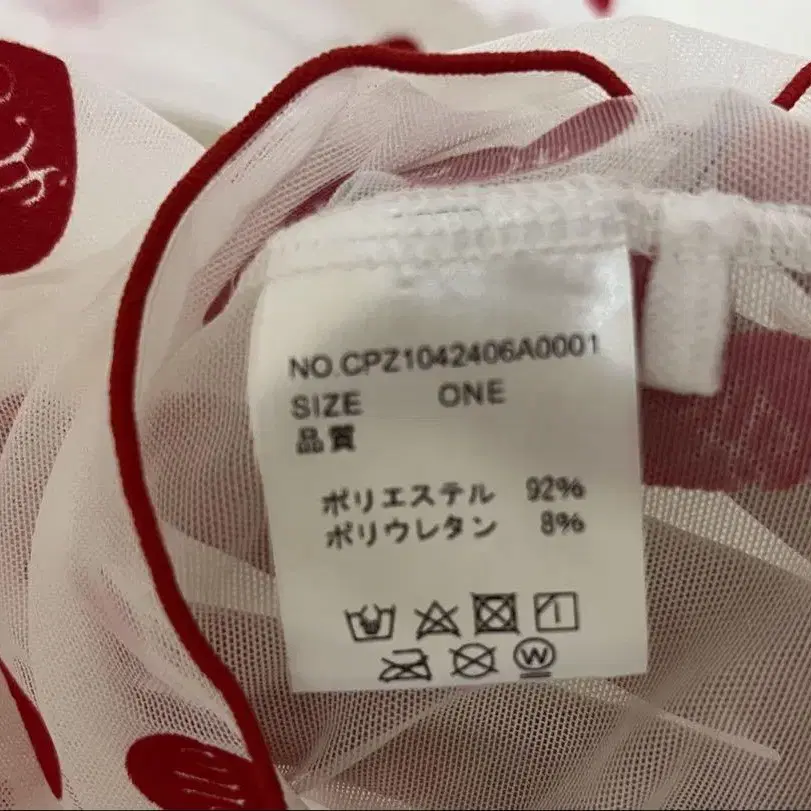 NO.CPZ1042406A0001
SIZE ONE
品質
ポリエステル 92%
ポリウレタン 8%
W